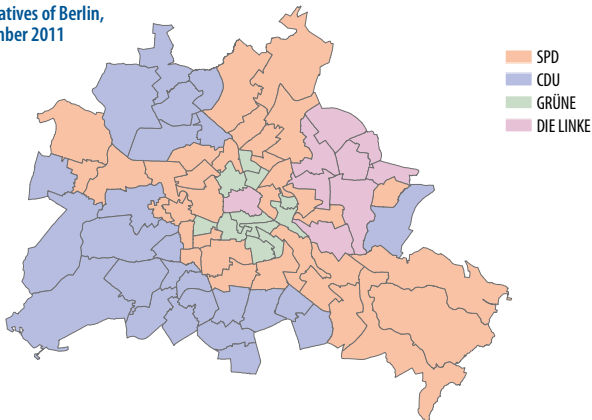 atives of Berlin,
mber 2011
SPD
CDU
GRÜNE
DIE LINKE